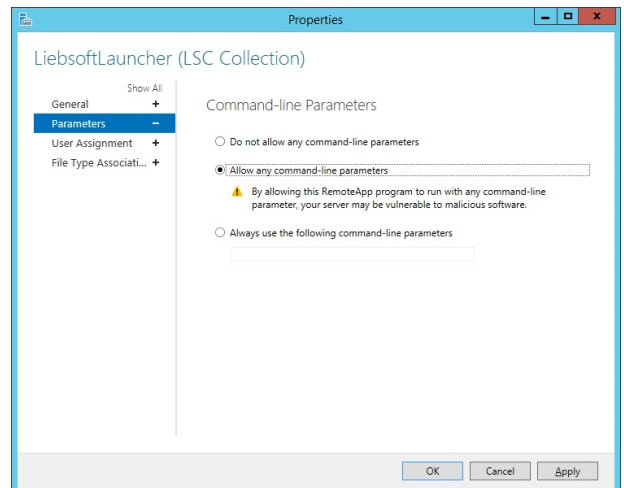 Properties
LiebsoftLauncher (LSC Collection)
Show All
General +
Parameters –
User Assignment +
File Type Associati... +
Command-line Parameters
Do not allow any command-line parameters
Allow any command-line parameters
By allowing this RemoteApp program to run with any command-line
parameter, your server may be vulnerable to malicious software.
Always use the following command-line parameters
OK Cancel Apply